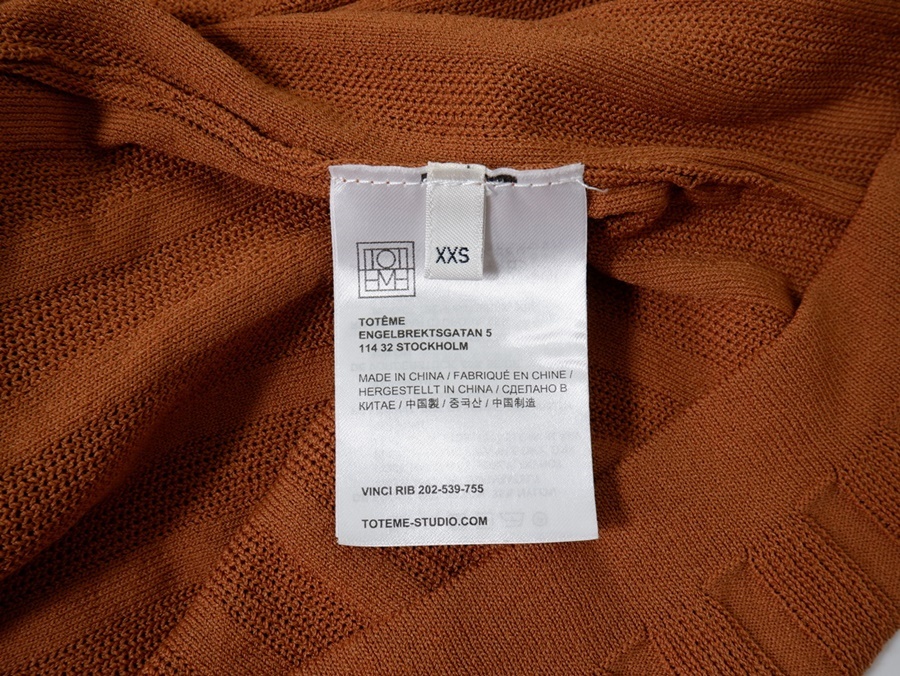 XXS
TOTEME
TOTÊME
ENGELBREKTSGATAN 5
114 32 STOCKHOLM
MADE IN CHINA / FABRIQUÉ EN CHINE /
HERGESTELLT IN CHINA / СДЕЛАНО В
КИТАЕ / 中国製 / 중국산 / 中国制造
VINCI RIB 202-539-755
TOTEME-STUDIO.COM